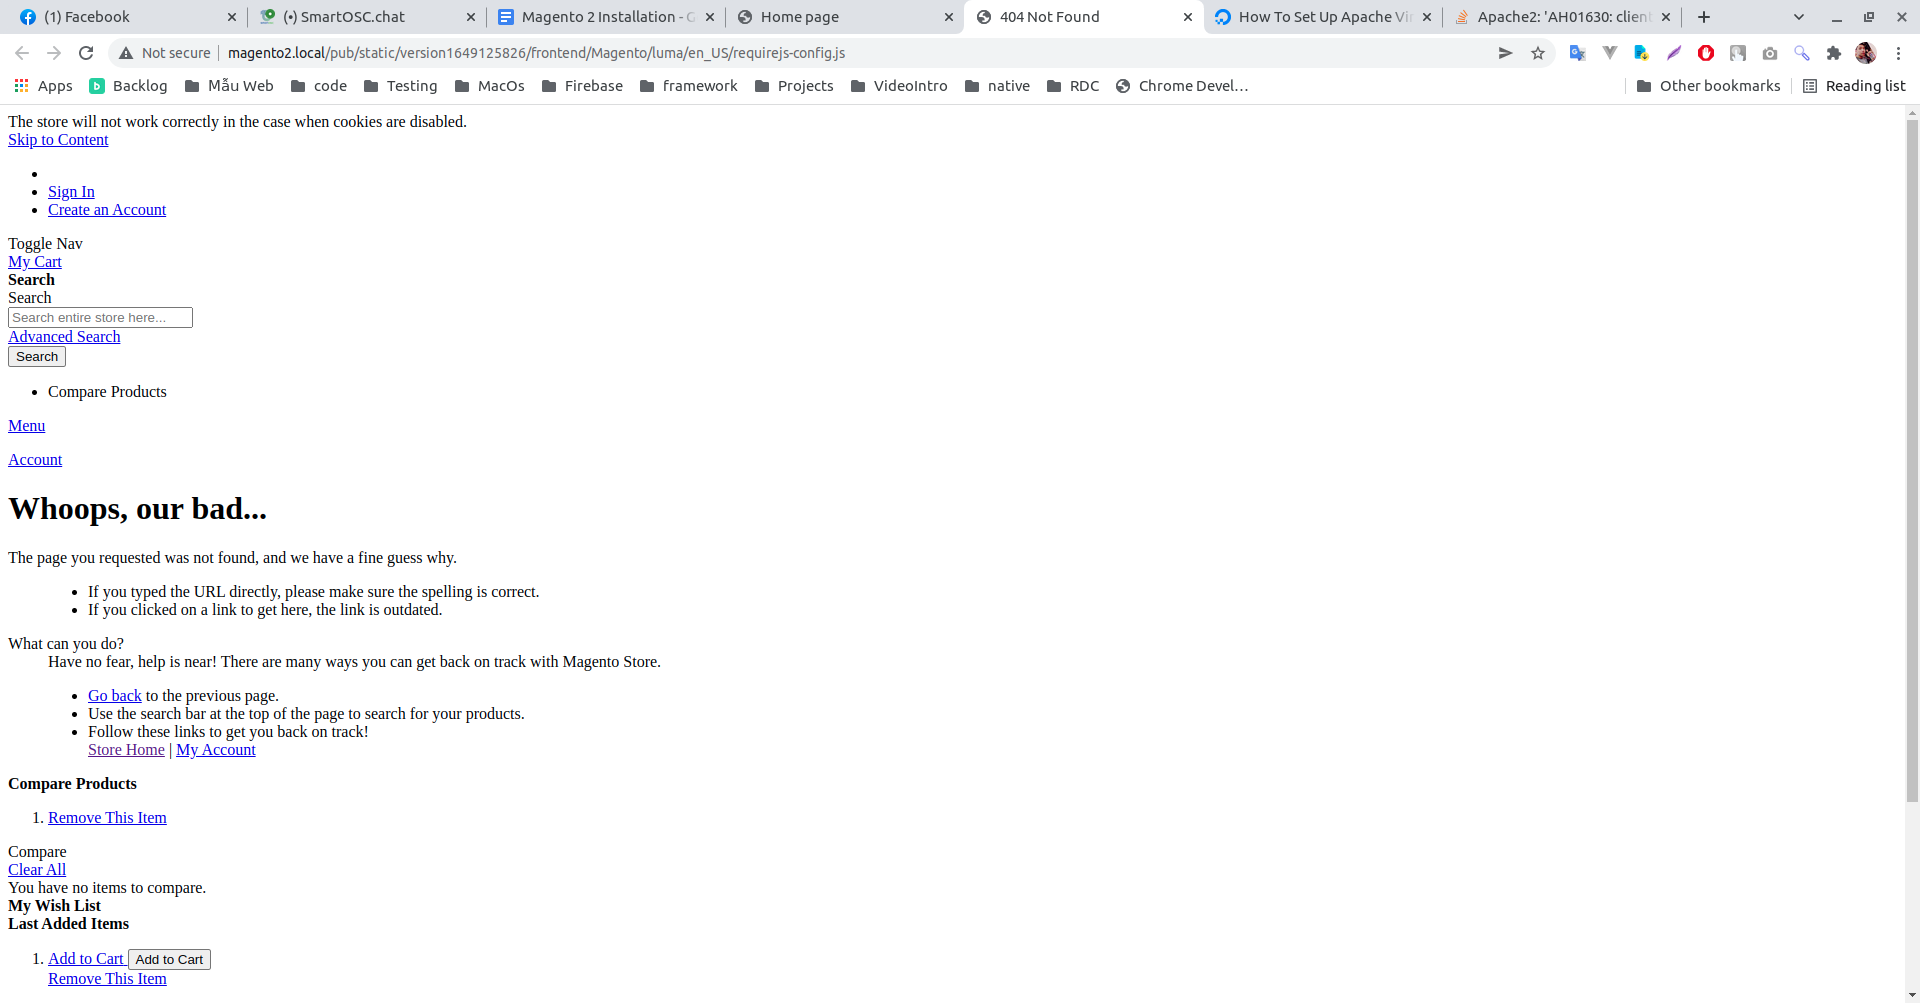 (1) Facebook
(•) SmartOSC.chat
Magento 2 Installation - G
Home page
404 Not Found
How To Set Up Apache Vir
Apache2: 'AH01630: client
Not secure
magento2.local/pub/static/version1649125826/frontend/Magento/luma/en_US/requirejs-config.js
Apps
Backlog
Mẫu Web
code
Testing
MacOs
Firebase
framework
Projects
VideoIntro
native
RDC
Chrome Devel…
Other bookmarks
Reading list
The store will not work correctly in the case when cookies are disabled.
Skip to Content
Sign In
Create an Account
Toggle Nav
My Cart
Search
Search
Search entire store here...
Advanced Search
Search
Compare Products
Menu
Account
Whoops, our bad...
The page you requested was not found, and we have a fine guess why.
If you typed the URL directly, please make sure the spelling is correct.
If you clicked on a link to get here, the link is outdated.
What can you do?
Have no fear, help is near! There are many ways you can get back on track with Magento Store.
Go back to the previous page.
Use the search bar at the top of the page to search for your products.
Follow these links to get you back on track!
Store Home | My Account
Compare Products
1. Remove This Item
Compare
Clear All
You have no items to compare.
My Wish List
Last Added Items
1. Add to Cart Add to Cart
Remove This Item